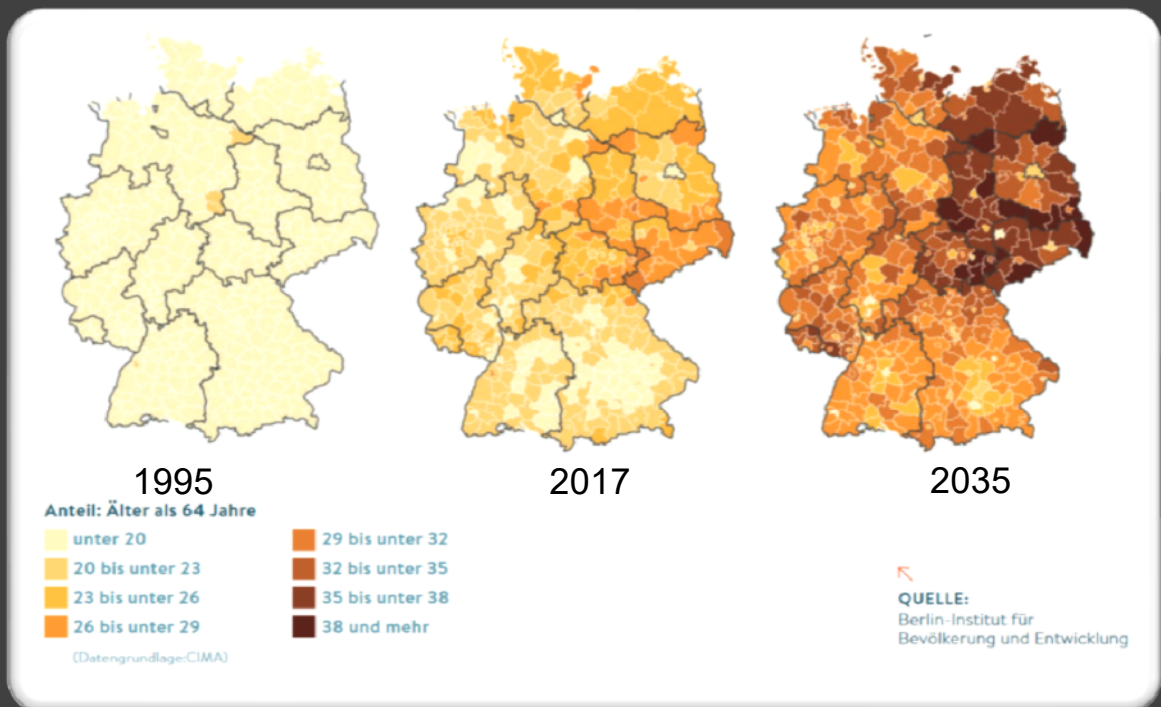 1995
2017
2035
Anteil: Älter als 64 Jahre
unter 20
20 bis unter 23
23 bis unter 26
26 bis unter 29
29 bis unter 32
32 bis unter 35
35 bis unter 38
38 und mehr
(Datengrundlage:CIMA)
QUELLE:
Berlin-Institut für
Bevölkerung und Entwicklung